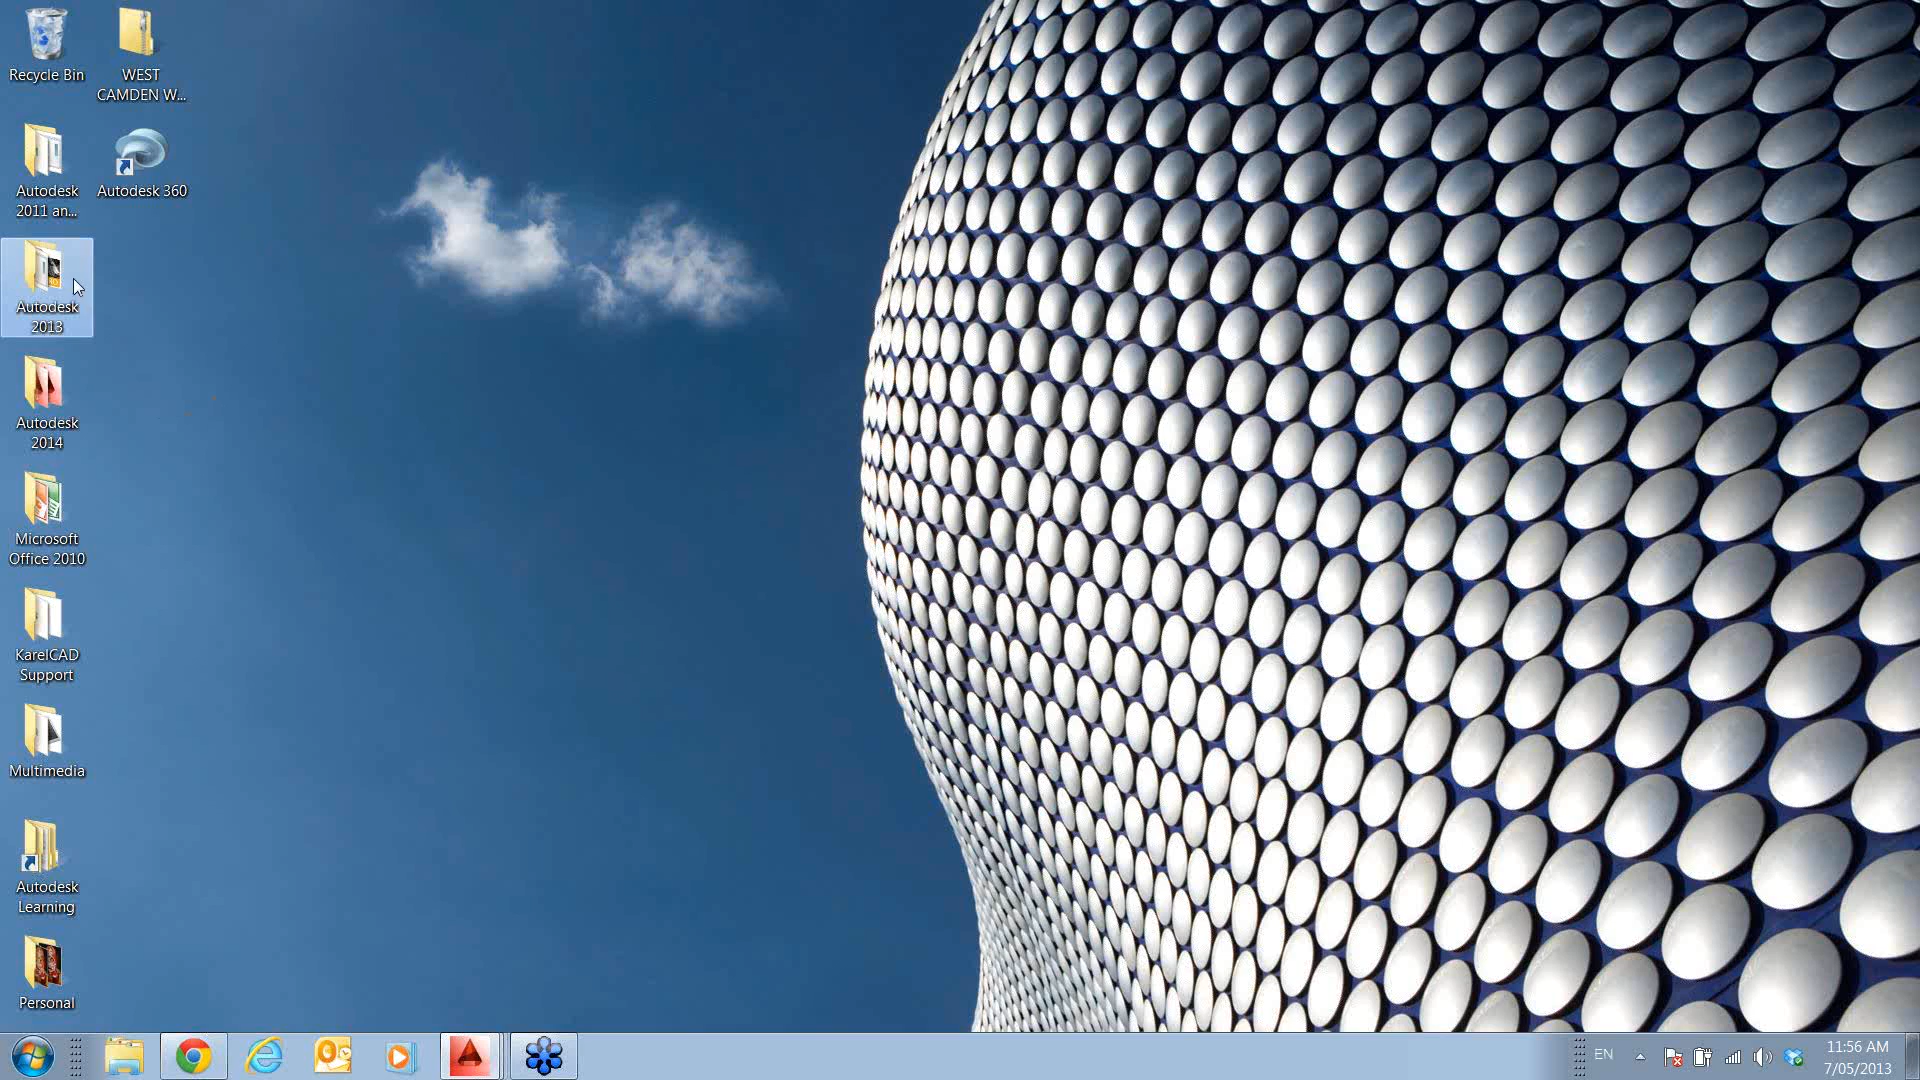 Recycle Bin
WEST
CAMDEN W...
Autodesk
2011 an...
Autodesk 360
Autodesk
2013
Autodesk
2014
Microsoft
Office 2010
KarelCAD
Support
Multimedia
Autodesk
Learning
Personal
EN
11:56 AM
7/05/2013